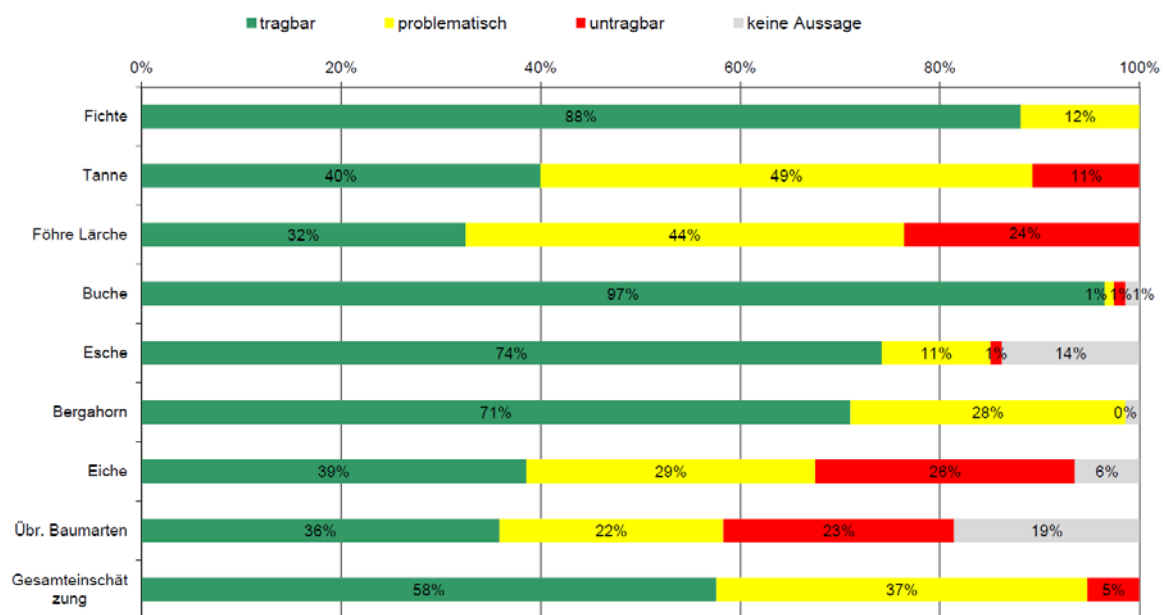 tragbar problematisch untragbar keine Aussage
0% 20% 40% 60% 80% 100%
Fichte 88% 12%
Tanne 40% 49% 11%
Föhre Lärche 32% 44% 24%
Buche 97% 1% 1% 1%
Esche 74% 11% 1% 14%
Bergahorn 71% 28% 0%
Eiche 39% 29% 26% 6%
Übr. Baumarten 36% 22% 23% 19%
Gesamteinschät
zung 58% 37% 5%